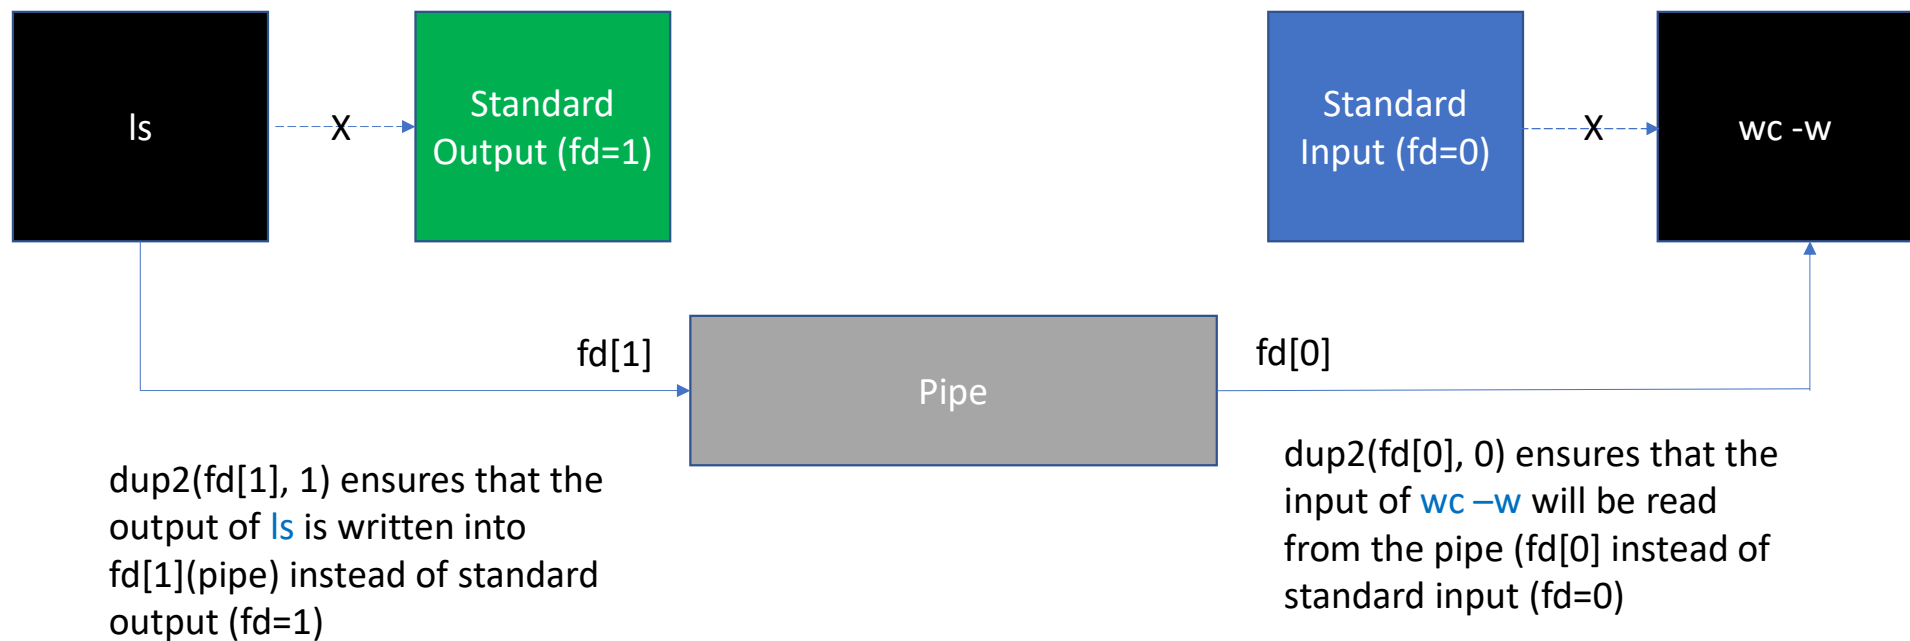 ls
X
Standard
Output (fd=1)
Standard
Input (fd=0)
X
wc -w
fd[1]
Pipe
fd[0]
dup2(fd[1], 1) ensures that the
output of ls is written into
fd[1](pipe) instead of standard
output (fd=1)
dup2(fd[0], 0) ensures that the
input of wc –w will be read
from the pipe (fd[0] instead of
standard input (fd=0)